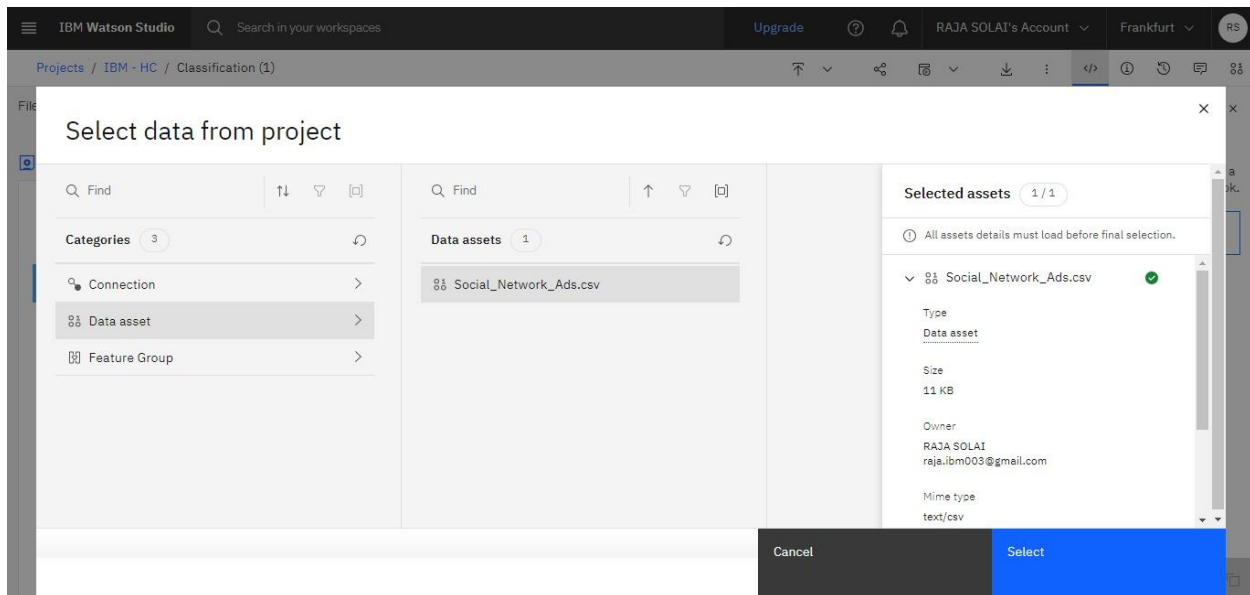 IBM Watson Studio
Search in your workspaces
Upgrade
RAJA SOLAI's Account
Frankfurt
RS
Projects / IBM - HC / Classification (1)
File
Select data from project
a
ok.
Find
Find
Selected assets 1/1
Categories 3
Data assets 1
All assets details must load before final selection.
Connection
Social_Network_Ads.csv
Social_Network_Ads.csv
Data asset
Feature Group
Type
Data asset
Size
11 KB
Owner
RAJA SOLAI
raja.ibm003@gmail.com
Mime type
text/csv
Cancel
Select